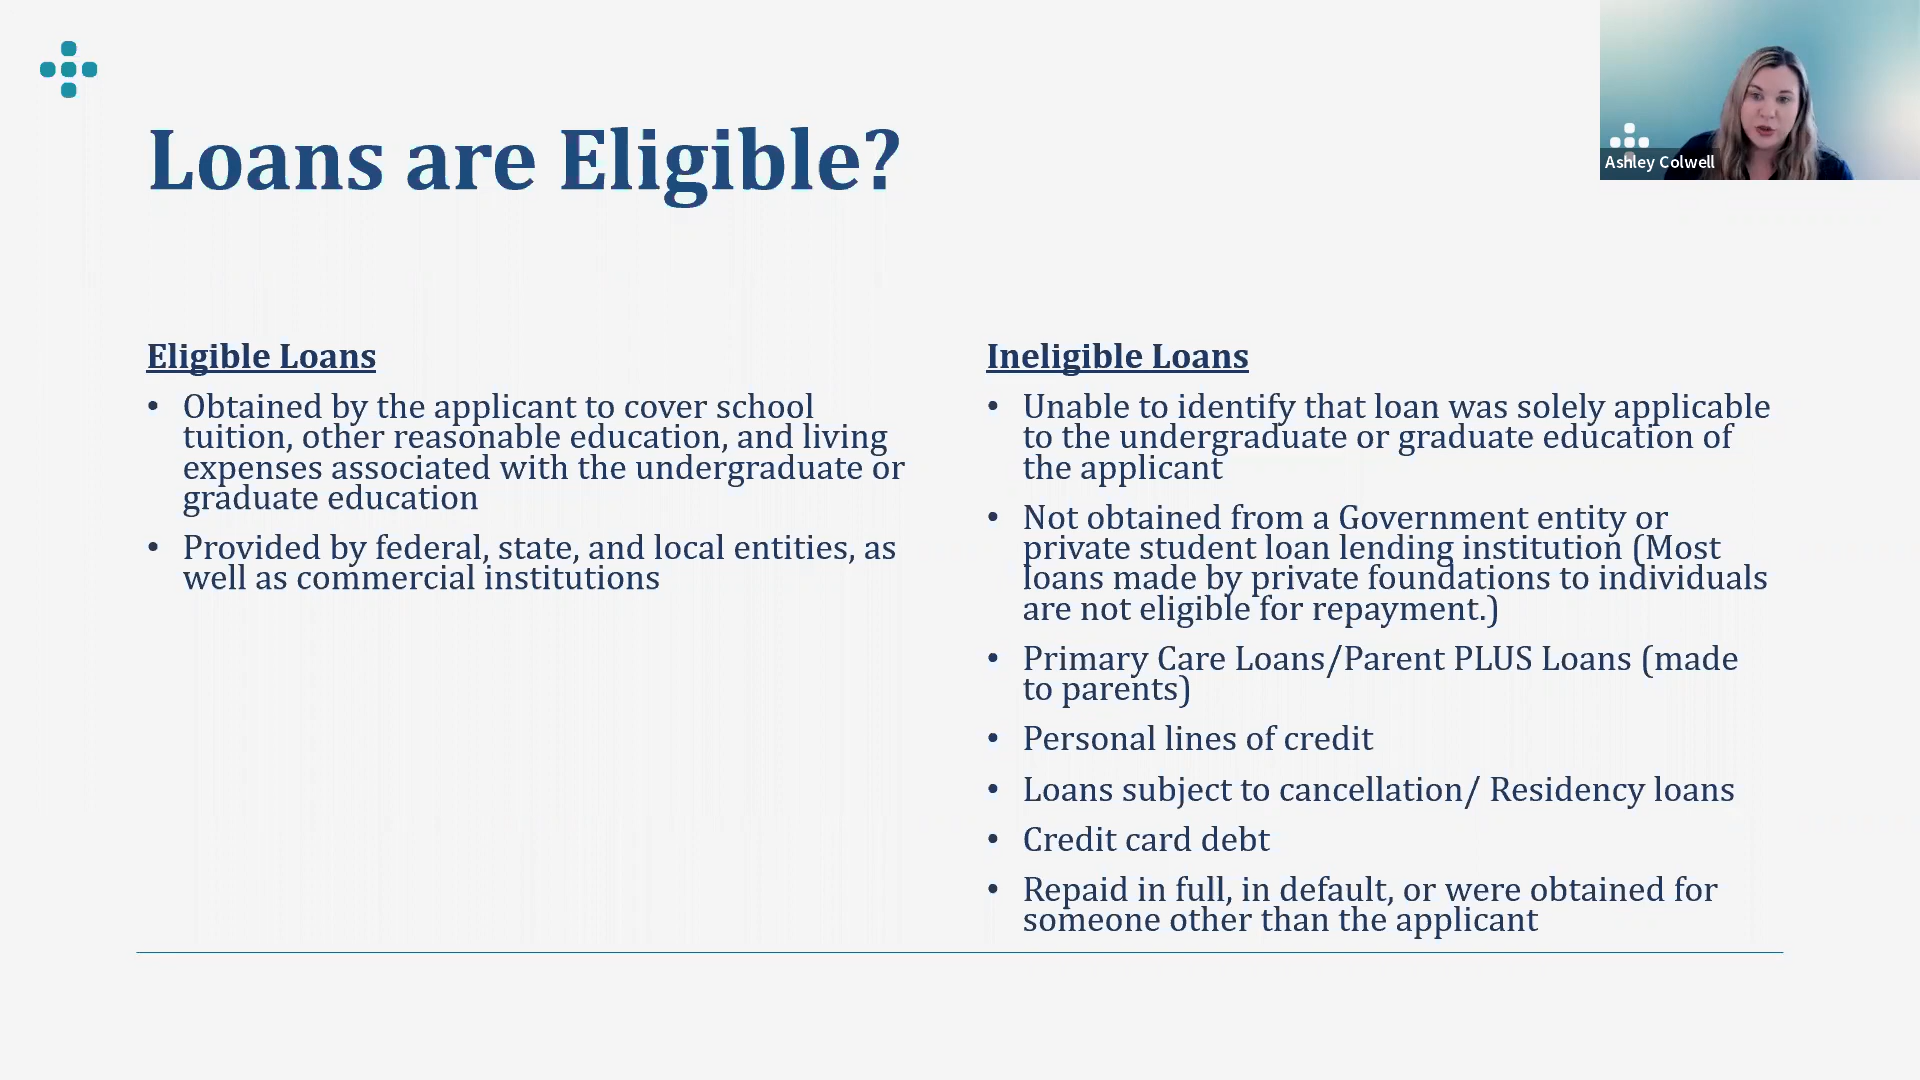 Loans are Eligible?
Ashley Colwell
Eligible Loans
• Obtained by the applicant to cover school
tuition, other reasonable education, and living
expenses associated with the undergraduate or
graduate education
• Provided by federal, state, and local entities, as
well as commercial institutions
Ineligible Loans
• Unable to identify that loan was solely applicable
to the undergraduate or graduate education of
the applicant
• Not obtained from a Government entity or
private student loan lending institution (Most
loans made by private foundations to individuals
are not eligible for repayment.)
• Primary Care Loans/Parent PLUS Loans (made
to parents)
• Personal lines of credit
• Loans subject to cancellation/ Residency loans
• Credit card debt
• Repaid in full, in default, or were obtained for
someone other than the applicant